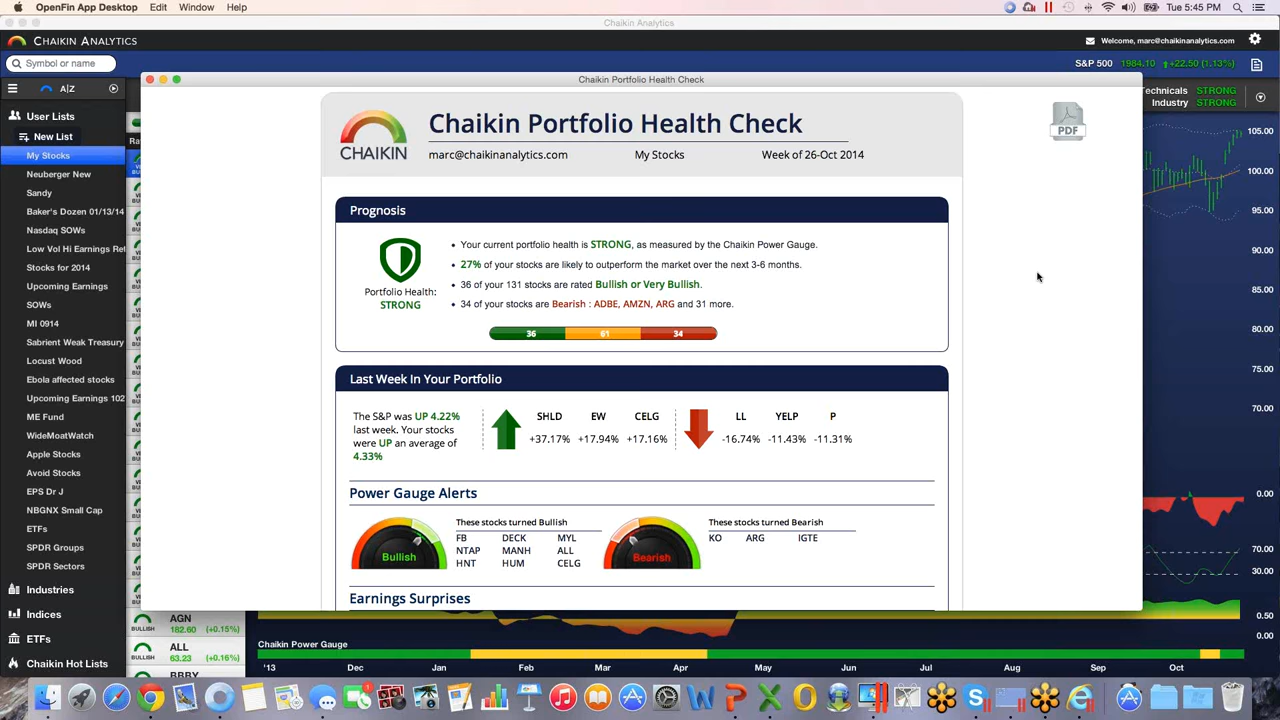 OpenFin App Desktop Edit Window Help
Tue 5:45 PM
Chaikin Analytics
CHAIKIN ANALYTICS
Welcome, marc@chaikinanalytics.com
Symbol or name
S&P 500 1984.10 +22.50 (1.13%)
A|Z
User Lists
New List
My Stocks
Neuberger New
Sandy
Baker's Dozen 01/13/14
Nasdaq SOWs
Low Vol Hi Earnings Ret
Stocks for 2014
Upcoming Earnings
SOWs
MI 0914
Sabrient Weak Treasury
Locust Wood
Ebola affected stocks
Upcoming Earnings 102
ME Fund
WideMoatWatch
Apple Stocks
Avoid Stocks
EPS Dr J
NBGNX Small Cap
ETFs
SPDR Groups
SPDR Sectors
Industries
Indices
ETFs
Chaikin Hot Lists
Ra
Chaikin Portfolio Health Check
CHAIKIN
Chaikin Portfolio Health Check
marc@chaikinanalytics.com My Stocks Week of 26-Oct 2014
PDF
Prognosis
Portfolio Health:
STRONG
• Your current portfolio health is STRONG, as measured by the Chaikin Power Gauge.
• 27% of your stocks are likely to outperform the market over the next 3-6 months.
• 36 of your 131 stocks are rated Bullish or Very Bullish.
• 34 of your stocks are Bearish : ADBE, AMZN, ARG and 31 more.
36 61 34
Last Week In Your Portfolio
The S&P was UP 4.22%
last week. Your stocks
were UP an average of
4.33%
SHLD EW CELG
+37.17% +17.94% +17.16%
LL YELP P
-16.74% -11.43% -11.31%
Power Gauge Alerts
Bullish
These stocks turned Bullish
FB DECK MYL
NTAP MANH ALL
HNT HUM CELG
Bearish
These stocks turned Bearish
KO ARG IGTE
Earnings Surprises
echnicals STRONG
Industry STRONG
105.00
100.00
95.00
90.00
85.00
80.00
75.00
70.00
0.00
70.00
30.00
0.00
AGN
BULLISH 182.60 (+0.15%)
ALL
BULLISH 63.23 (+0.16%)
BBBY
Chaikin Power Gauge
'13 Dec Jan Feb Mar Apr May Jun Jul Aug Sep Oct